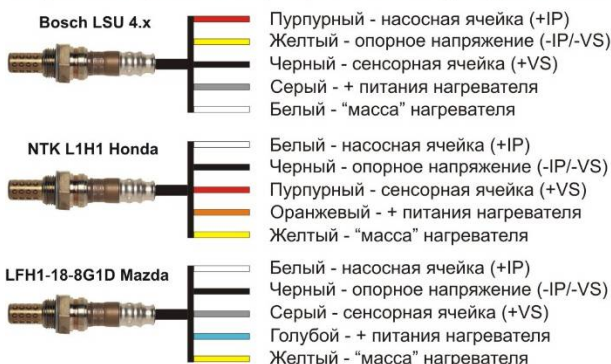 Bosch LSU 4.x
Пурпурный - насосная ячейка (+IP)
Желтый - опорное напряжение (-IP/-VS)
Черный - сенсорная ячейка (+VS)
Серый - + питания нагревателя
Белый - “масса” нагревателя
NTK L1H1 Honda
Белый - насосная ячейка (+IP)
Черный - опорное напряжение (-IP/-VS)
Пурпурный - сенсорная ячейка (+VS)
Оранжевый - + питания нагревателя
Желтый - “масса” нагревателя
LFH1-18-8G1D Mazda
Белый - насосная ячейка (+IP)
Черный - опорное напряжение (-IP/-VS)
Серый - сенсорная ячейка (+VS)
Голубой - + питания нагревателя
Желтый - “масса” нагревателя